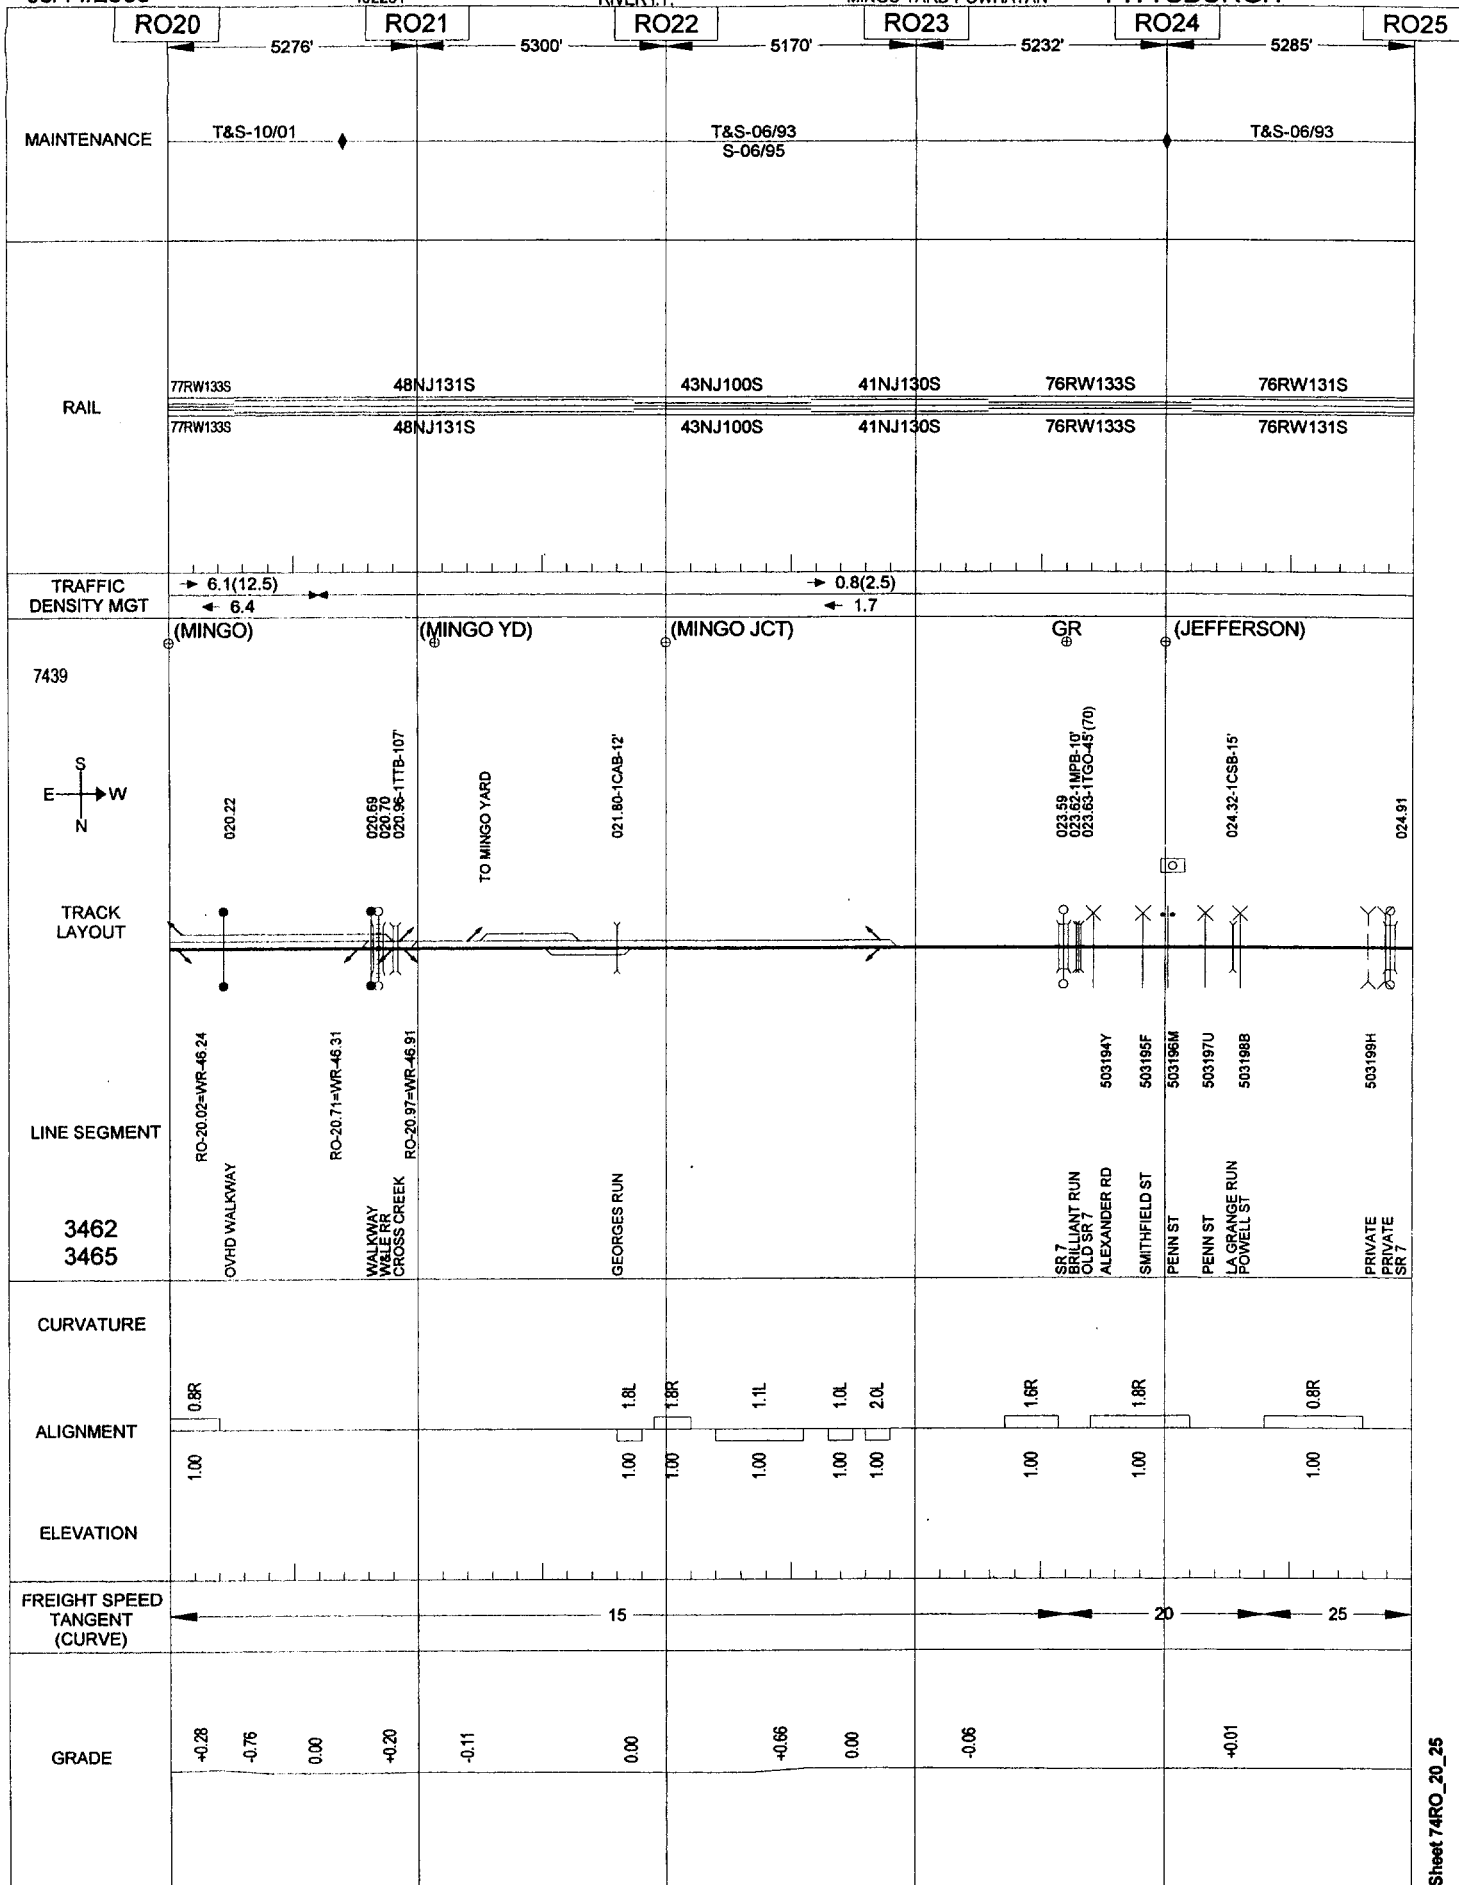 RO20 RO21 RO22 RO23 RO24 RO25
5276' 5300' 5170' 5232' 5285'
MAINTENANCE
T&S-10/01 T&S-06/93 T&S-06/93
S-06/95
77RW133S 48NJ131S 43NJ100S 41NJ130S 76RW133S 76RW131S
RAIL
77RW133S 48NJ131S 43NJ100S 41NJ130S 76RW133S 76RW131S
TRAFFIC
DENSITY MGT
6.1(12.5) 0.8(2.5)
6.4 1.7
(MINGO) (MINGO YD) (MINGO JCT) GR (JEFFERSON)
7439
S
E W
N
020.22
020.69
020.70
020.96-1TTB-107'
TO MINGO YARD
021.80-1CAB-12'
023.59
023.62-1MPB-10'
023.63-1TGO-45'(70)
024.32-1CSB-15'
024.91
TRACK
LAYOUT
RO-20.02=WR-46.24
RO-20.71=WR-46.31
RO-20.97=WR-46.91
503194Y
503195F
503196M
503197U
503198B
503199H
LINE SEGMENT
3462
3465
OVHD WALKWAY
WALKWAY
W&LE RR
CROSS CREEK
GEORGES RUN
SR 7
BRILLIANT RUN
OLD SR 7
ALEXANDER RD
SMITHFIELD ST
PENN ST
PENN ST
LA GRANGE RUN
POWELL ST
PRIVATE
PRIVATE
SR 7
CURVATURE
0.8R 1.8L 1.8R 1.1L 1.0L 2.0L 1.6R 1.8R 0.8R
ALIGNMENT
1.00 1.00 1.00 1.00 1.00 1.00 1.00 1.00 1.00
ELEVATION
FREIGHT SPEED
TANGENT
(CURVE)
15 20 25
GRADE
+0.28 -0.76 0.00 +0.20 -0.11 0.00 +0.66 0.00 -0.06 +0.01
Sheet 74RO_20_25